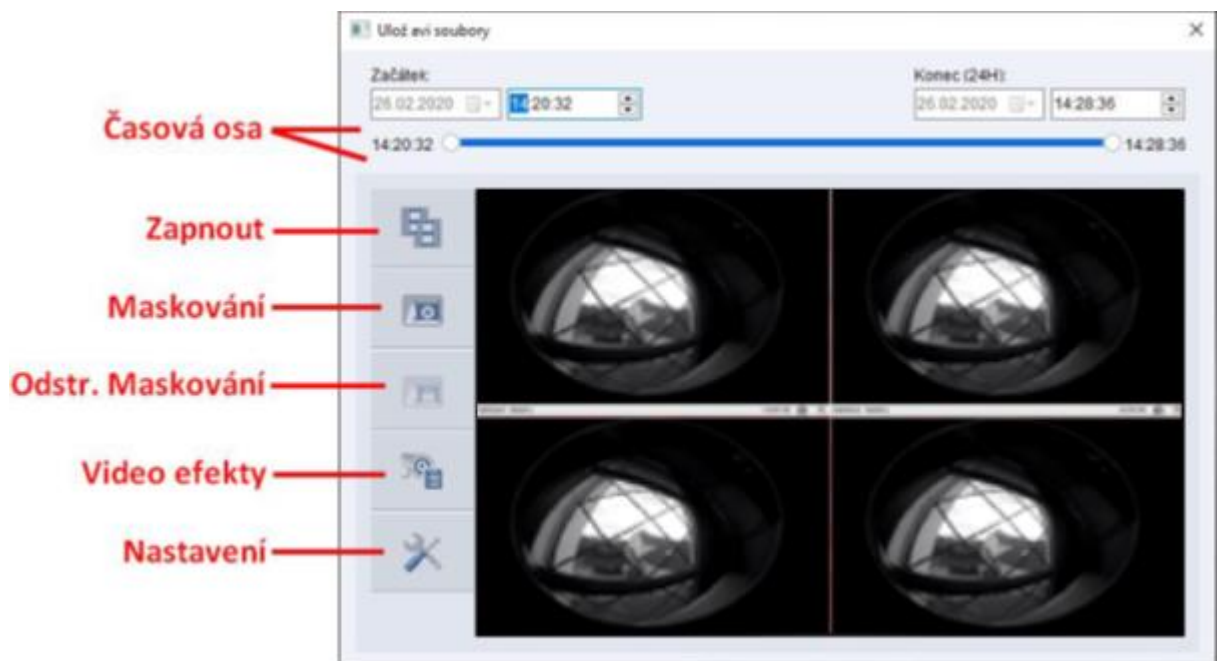 Ulož avi soubory
Začátek:
Konec (24H):
26.02.2020
14:20:32
26.02.2020
14:28:36
Časová osa
14:20:32
14:28:36
Zapnout
Maskování
Odstr. Maskování
Video efekty
Nastavení